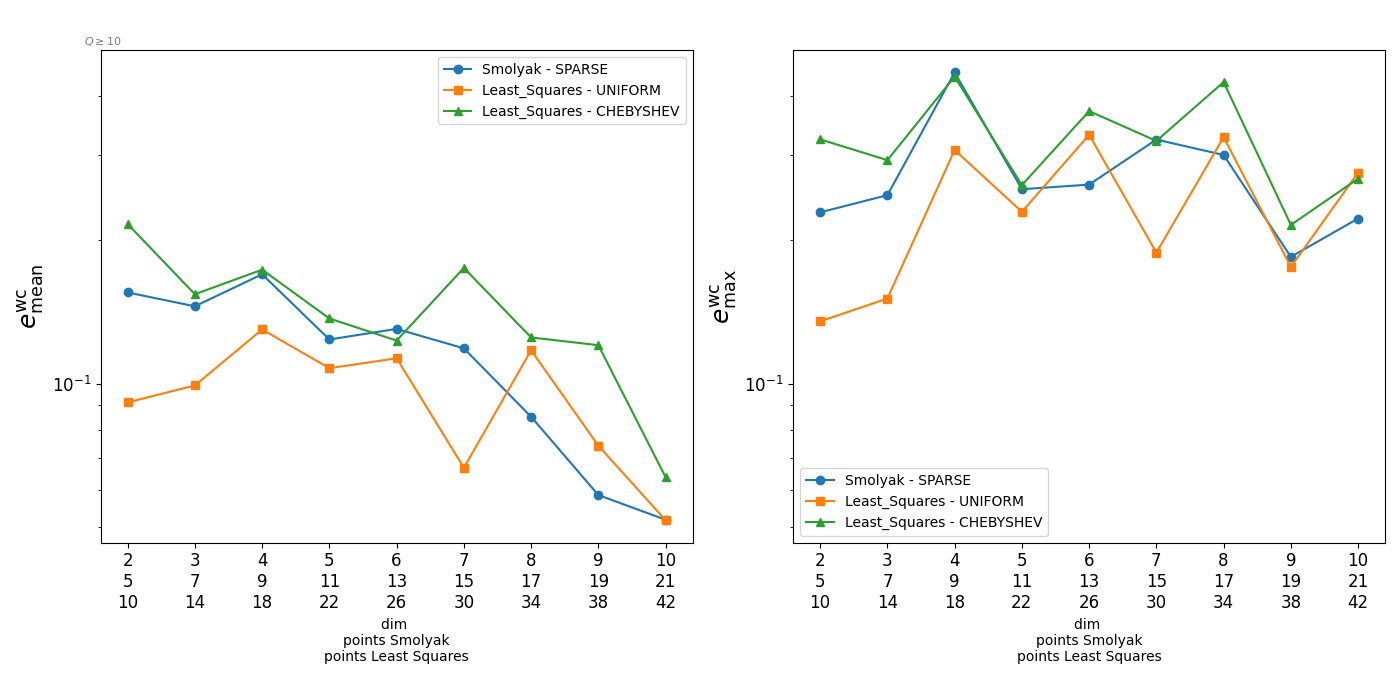 Q ≥ 10
Smolyak - SPARSE
Least_Squares - UNIFORM
Least_Squares - CHEBYSHEV
e^wc_mean
10^−1
2 3 4 5 6 7 8 9 10
5 7 9 11 13 15 17 19 21
10 14 18 22 26 30 34 38 42
dim
points Smolyak
points Least Squares
e^wc_max
10^−1
Smolyak - SPARSE
Least_Squares - UNIFORM
Least_Squares - CHEBYSHEV
2 3 4 5 6 7 8 9 10
5 7 9 11 13 15 17 19 21
10 14 18 22 26 30 34 38 42
dim
points Smolyak
points Least Squares